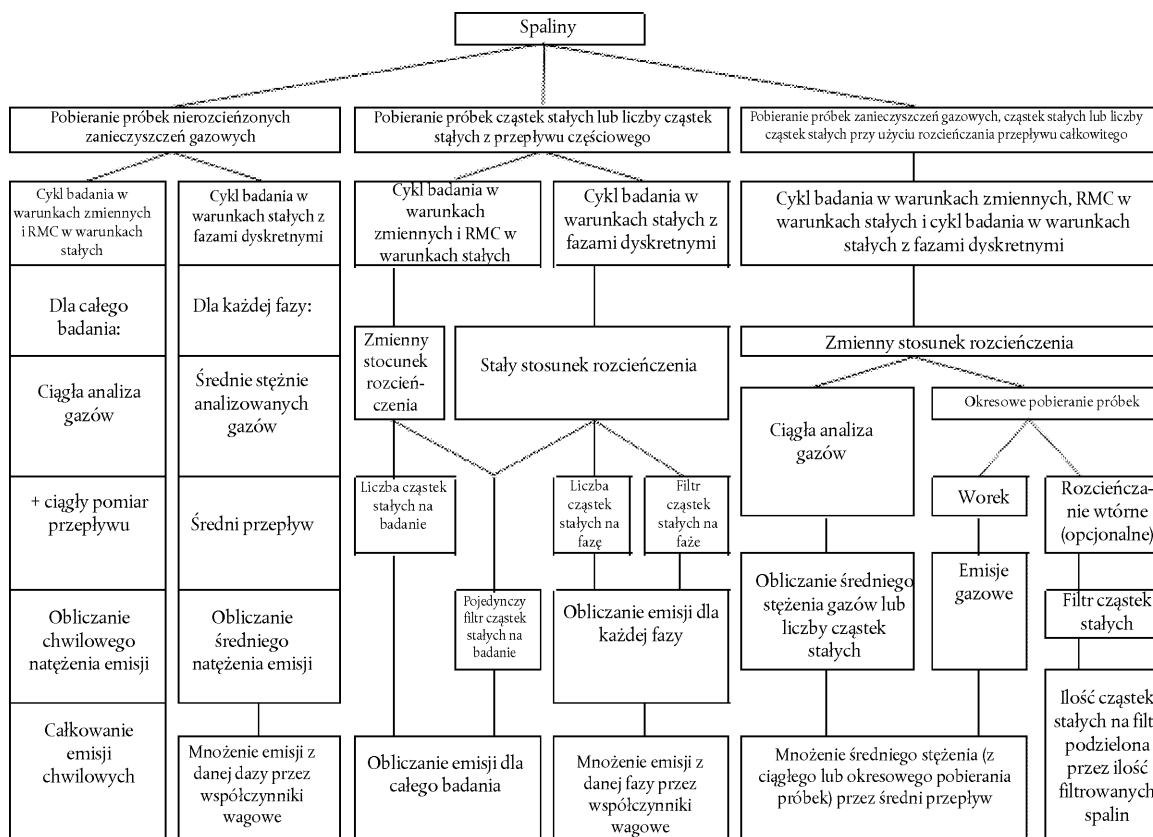 Spaliny
Pobieranie próbek nierozcieńzonych
zanieczyszczeń gazowych
Pobieranie próbek cząstek stałych lub liczby cząstek
stąłych z przepływu częściowego
Pobieranie próbek zanieczyszczeń gazowych, cząstek stałych lub liczby
cząstek stałych przy użyciu rozcieńczania przepływu całkowitego
Cykl badania w
warunkach zmiennych
i RMC w warunkach
stałych
Cykl badania w
warunkach stałych z
fazami dyskretnymi
Cykl badania w
warunkach
zmiennych i RMC w
warunkach stałych
Cykl badania w
warunkach stałych z
fazami dyskretnymi
Cykl badania w warunkach zmiennych, RMC w
warunkach stałych i cykl badania w warunkach
stałych z fazami dyskretnymi
Dla całego
badania:
Dla każdej fazy:
Zmienny
stocunek
rozcień-
czenia
Stały stosunek rozcieńczenia
Zmienny stosunek rozcieńczenia
Ciągła analiza
gazów
Średnie stężnie
analizowanych
gazów
Ciągła analiza
gazów
Okresowe pobieranie próbek
+ ciągły pomiar
przepływu
Średni przepływ
Liczba cząstek
stałych na badanie
Liczba
cząstek
stałych na
fazę
Filtr
cząstek
stałych na
faże
Worek
Rozcieńcza-
nie wtórne
(opcjonalne)
Obliczanie
chwilowego
natężenia emisji
Obliczanie
średniego
natężenia emisji
Pojedynczy
filtr cząstek
stałych na
badanie
Obliczanie emisji dla
każdej fazy
Obliczanie średniego
stężenia gazów lub
liczby cząstek
stałych
Emisje
gazowe
Filtr cząstek
stałych
Całkowanie
emisji
chwilowych
Mnożenie emisji z
danej dazy przez
współczynniki
wagowe
Obliczanie emisji dla
całego badania
Mnożenie emisji z
danej fazy przez
współczynniki
wagowe
Mnożenie średniego stężenia (z
ciągłego lub okresowego pobierania
próbek) przez średni przepływ
Ilość cząstek
stałych na filtr
podzielona
przez ilość
filtrowanych
spalin